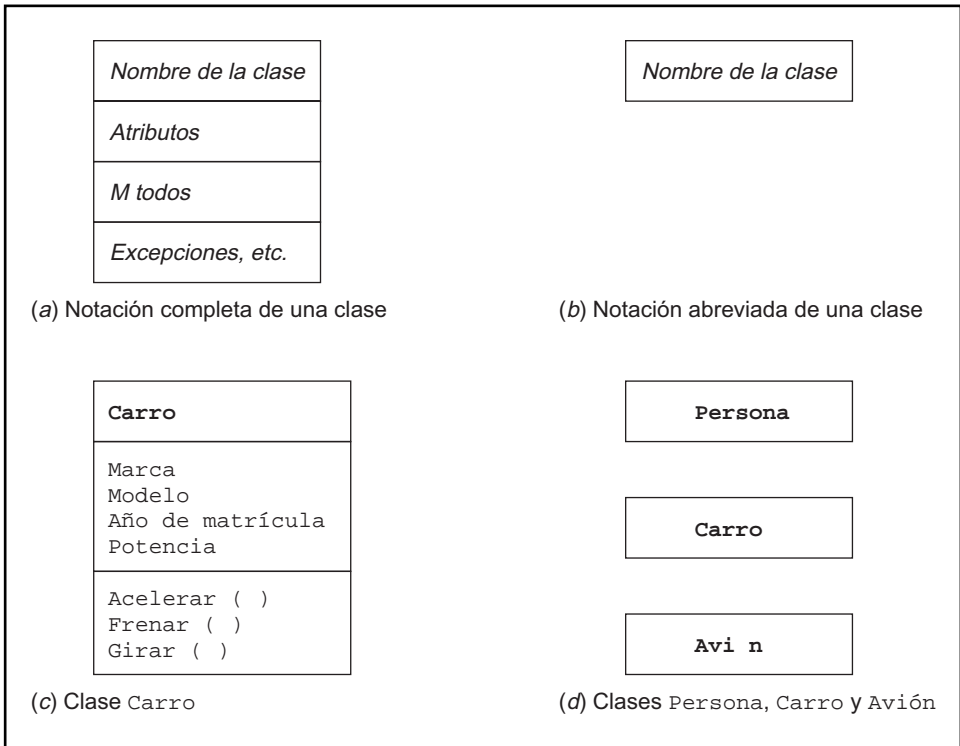 Nombre de la clase
Atributos
M todos
Excepciones, etc.
(a) Notación completa de una clase
Nombre de la clase
(b) Notación abreviada de una clase
Carro
Marca
Modelo
Año de matrícula
Potencia
Acelerar ( )
Frenar ( )
Girar ( )
(c) Clase Carro
Persona
Carro
Avi n
(d) Clases Persona, Carro y Avión